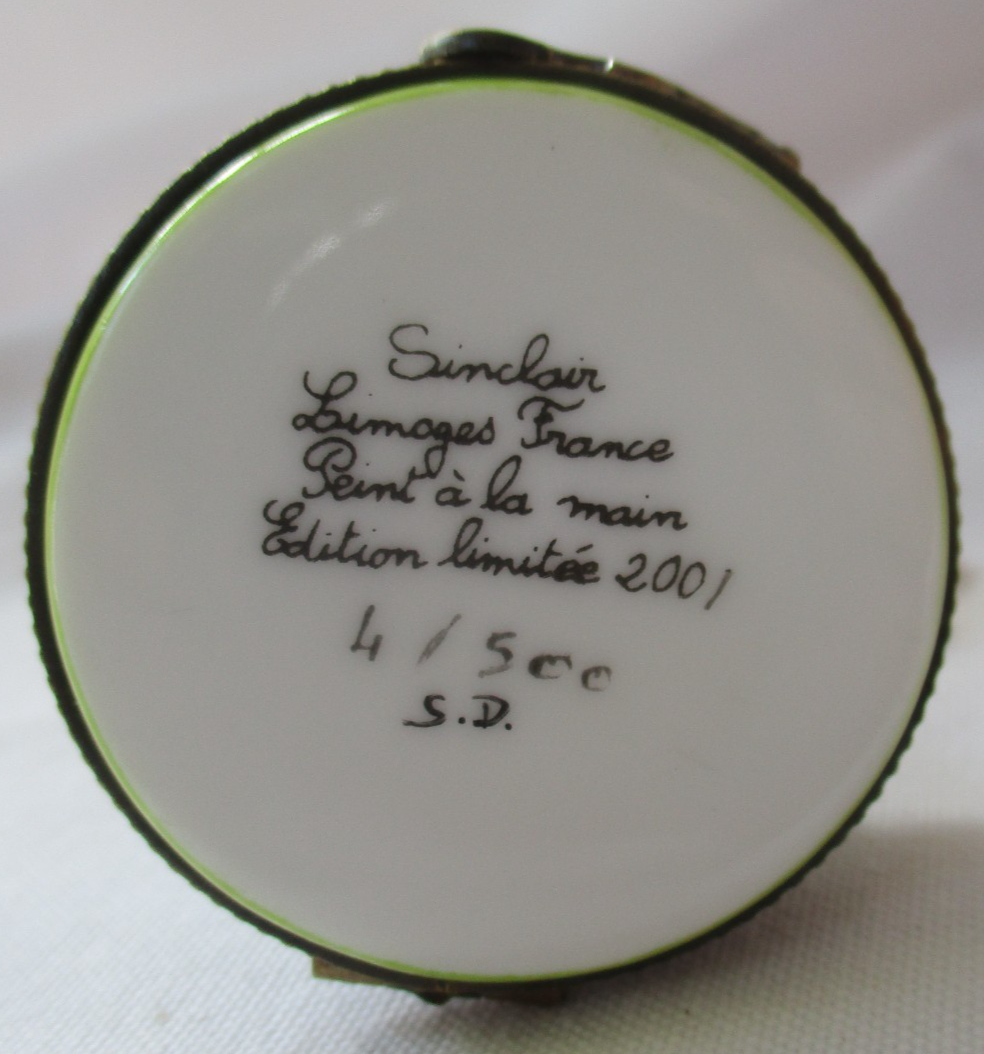 Sinclair
Limoges France
Peint à la main
Edition limitée 2001
4 / 500
S.D.